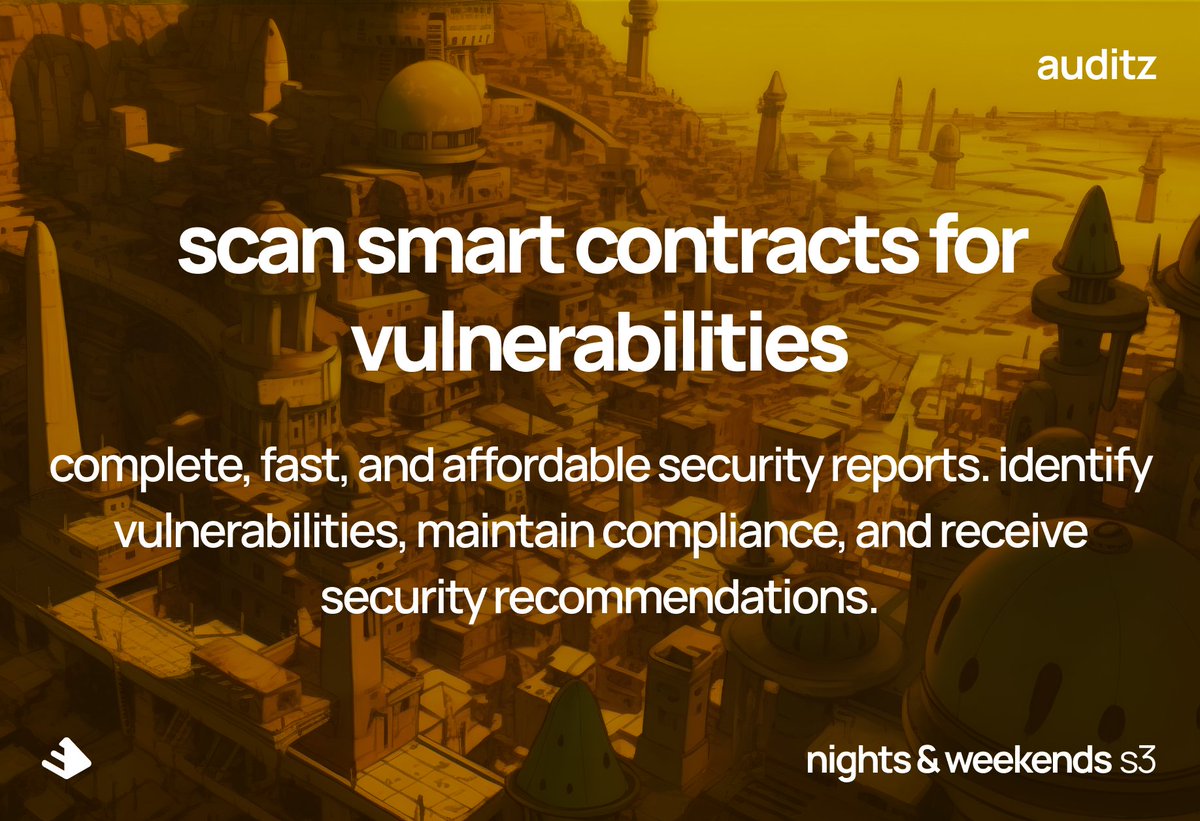 auditz
scan smart contracts for
vulnerabilities
complete, fast, and affordable security reports. identify
vulnerabilities, maintain compliance, and receive
security recommendations.
nights & weekends s3